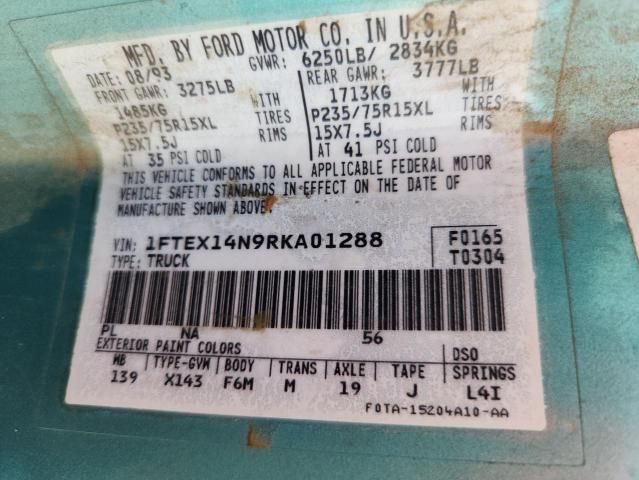 MFD. BY FORD MOTOR CO. IN U.S.A.
DATE: 08/93 GVWR: 6250LB/ 2834KG
FRONT GAWR: 3275LB REAR GAWR: 3777LB
1485KG WITH 1713KG WITH
P235/75R15XL TIRES P235/75R15XL TIRES
15X7.5J RIMS 15X7.5J RIMS
AT 35 PSI COLD AT 41 PSI COLD
THIS VEHICLE CONFORMS TO ALL APPLICABLE FEDERAL MOTOR
VEHICLE SAFETY STANDARDS IN EFFECT ON THE DATE OF
MANUFACTURE SHOWN ABOVE.
VIN: 1FTEX14N9RKA01288 F0165
TYPE: TRUCK T0304
PL NA 56
EXTERIOR PAINT COLORS DSO
WB TYPE-GVW BODY TRANS AXLE TAPE SPRINGS
139 X143 F6M M 19 J L4I
F0TA-15204A10-AA